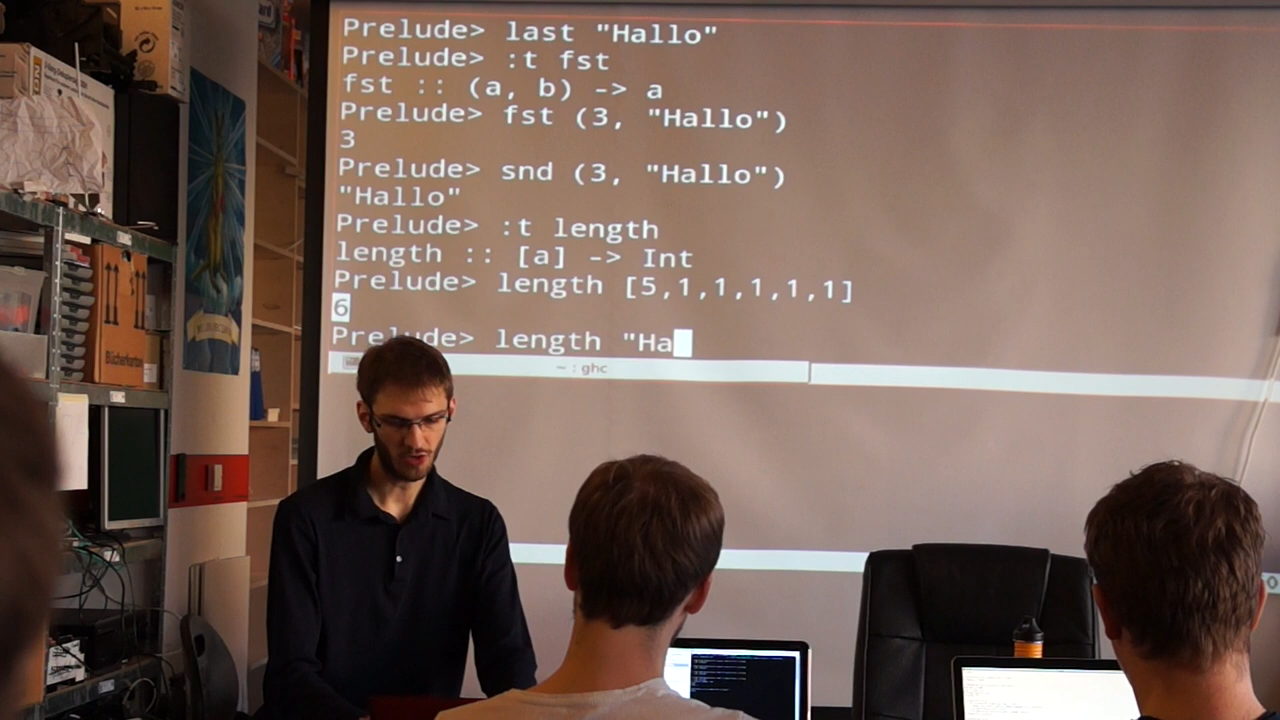 Prelude> last "Hallo"
Prelude> :t fst
fst :: (a, b) -> a
Prelude> fst (3, "Hallo")
3
Prelude> snd (3, "Hallo")
"Hallo"
Prelude> :t length
length :: [a] -> Int
Prelude> length [5,1,1,1,1,1]
6
Prelude> length "Ha
~ : ghc
Bücherkarton